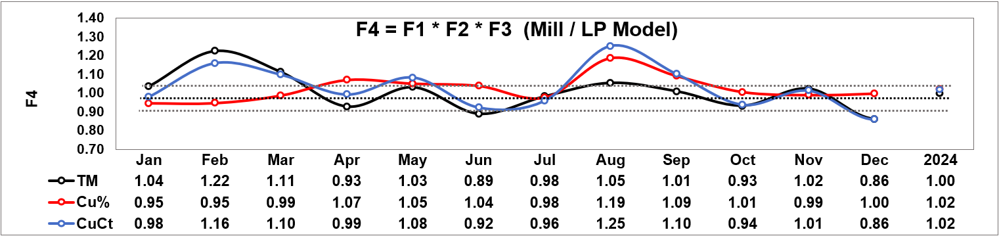 F4 = F1 * F2 * F3 (Mill / LP Model)
F4
1.40
1.30
1.20
1.10
1.00
0.90
0.80
0.70
Jan Feb Mar Apr May Jun Jul Aug Sep Oct Nov Dec 2024
TM 1.04 1.22 1.11 0.93 1.03 0.89 0.98 1.05 1.01 0.93 1.02 0.86 1.00
Cu% 0.95 0.95 0.99 1.07 1.05 1.04 0.98 1.19 1.09 1.01 0.99 1.00 1.02
CuCt 0.98 1.16 1.10 0.99 1.08 0.92 0.96 1.25 1.10 0.94 1.01 0.86 1.02